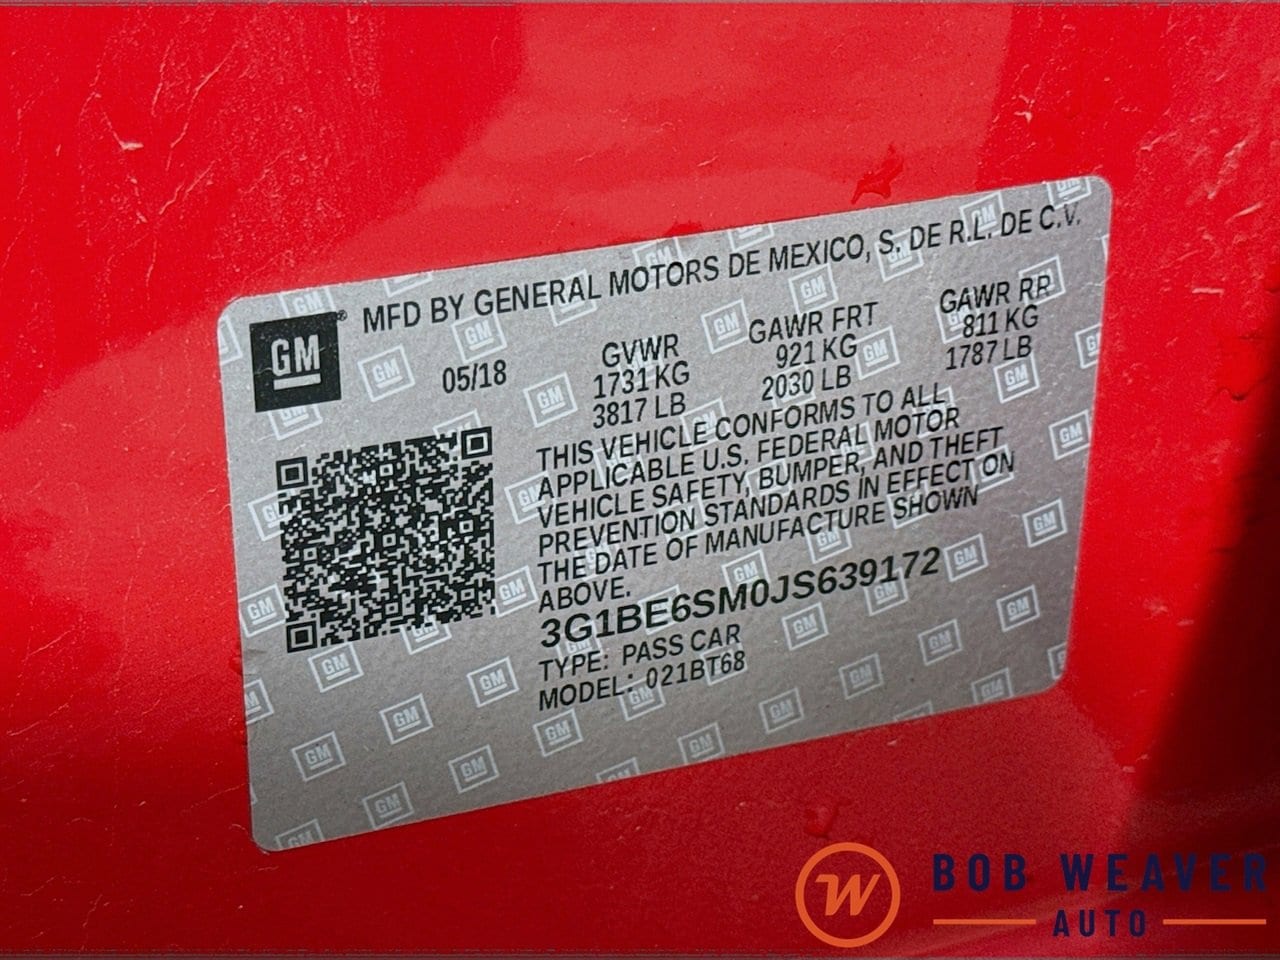 GM
MFD BY GENERAL MOTORS DE MEXICO, S. DE R.L. DE C.V.
05/18
GVWR
1731 KG
3817 LB
GAWR FRT
921 KG
2030 LB
GAWR RR
811 KG
1787 LB
THIS VEHICLE CONFORMS TO ALL
APPLICABLE U.S. FEDERAL MOTOR
VEHICLE SAFETY, BUMPER, AND THEFT
PREVENTION STANDARDS IN EFFECT ON
THE DATE OF MANUFACTURE SHOWN
ABOVE.
3G1BE6SM0JS639172
TYPE: PASS CAR
MODEL: 021BT68
W BOB WEAVER
AUTO